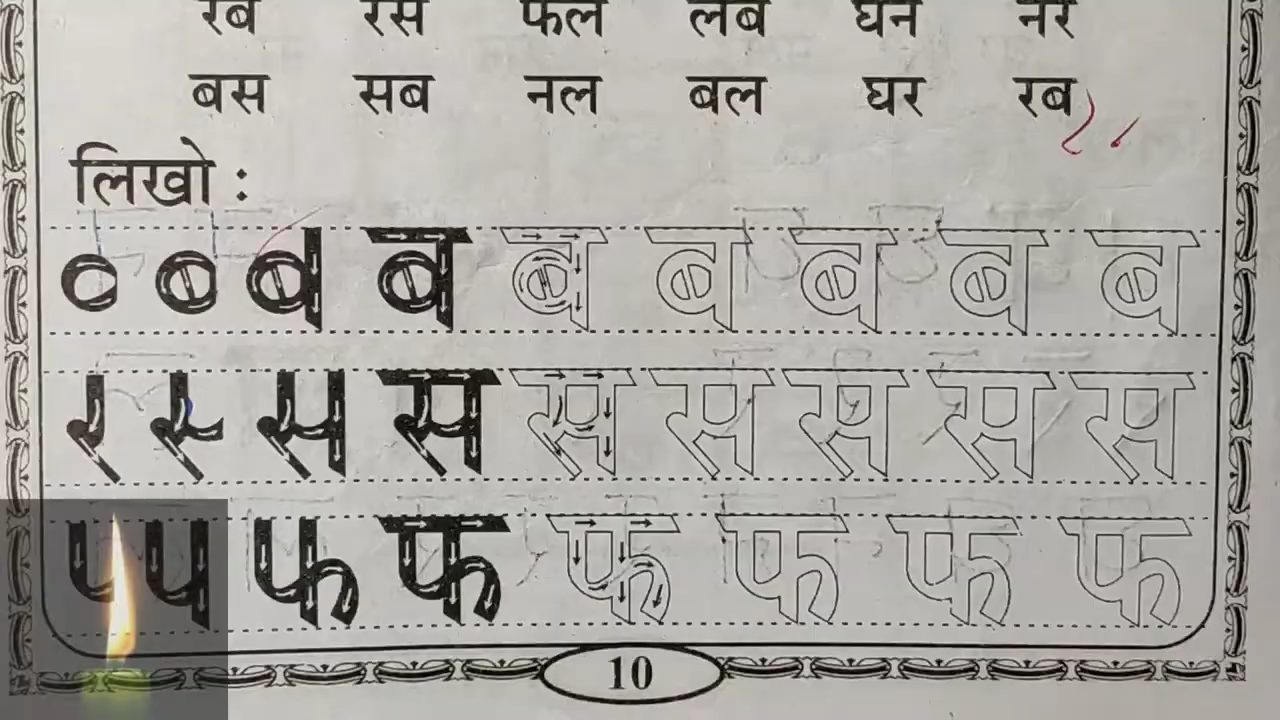 रब रस फल लब घन नर
बस सब नल बल घर रब
लिखो :
ब ब ब ब ब ब
स स स स स स
फ फ फ फ फ
10